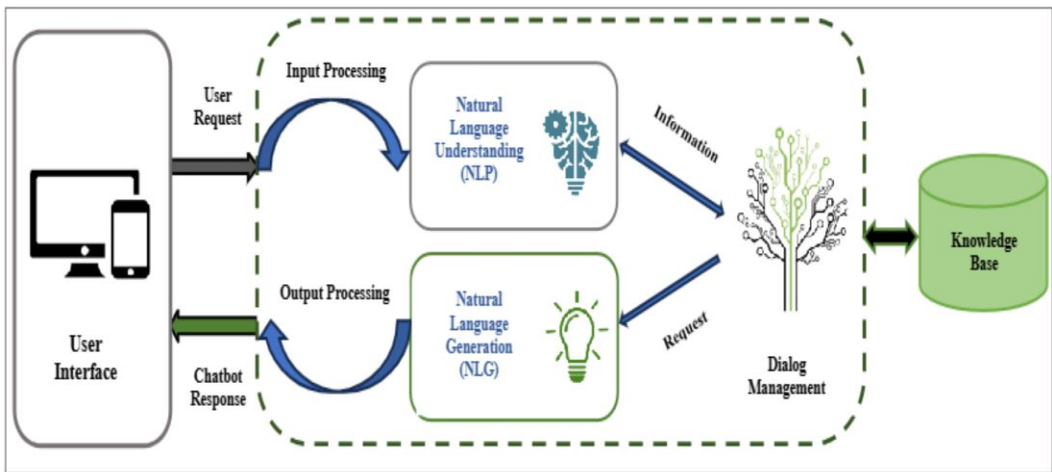 User
Interface
User
Request
Input Processing
Natural
Language
Understanding
(NLP)
Information
Output Processing
Natural
Language
Generation
(NLG)
Request
Chatbot
Response
Dialog
Management
Knowledge
Base